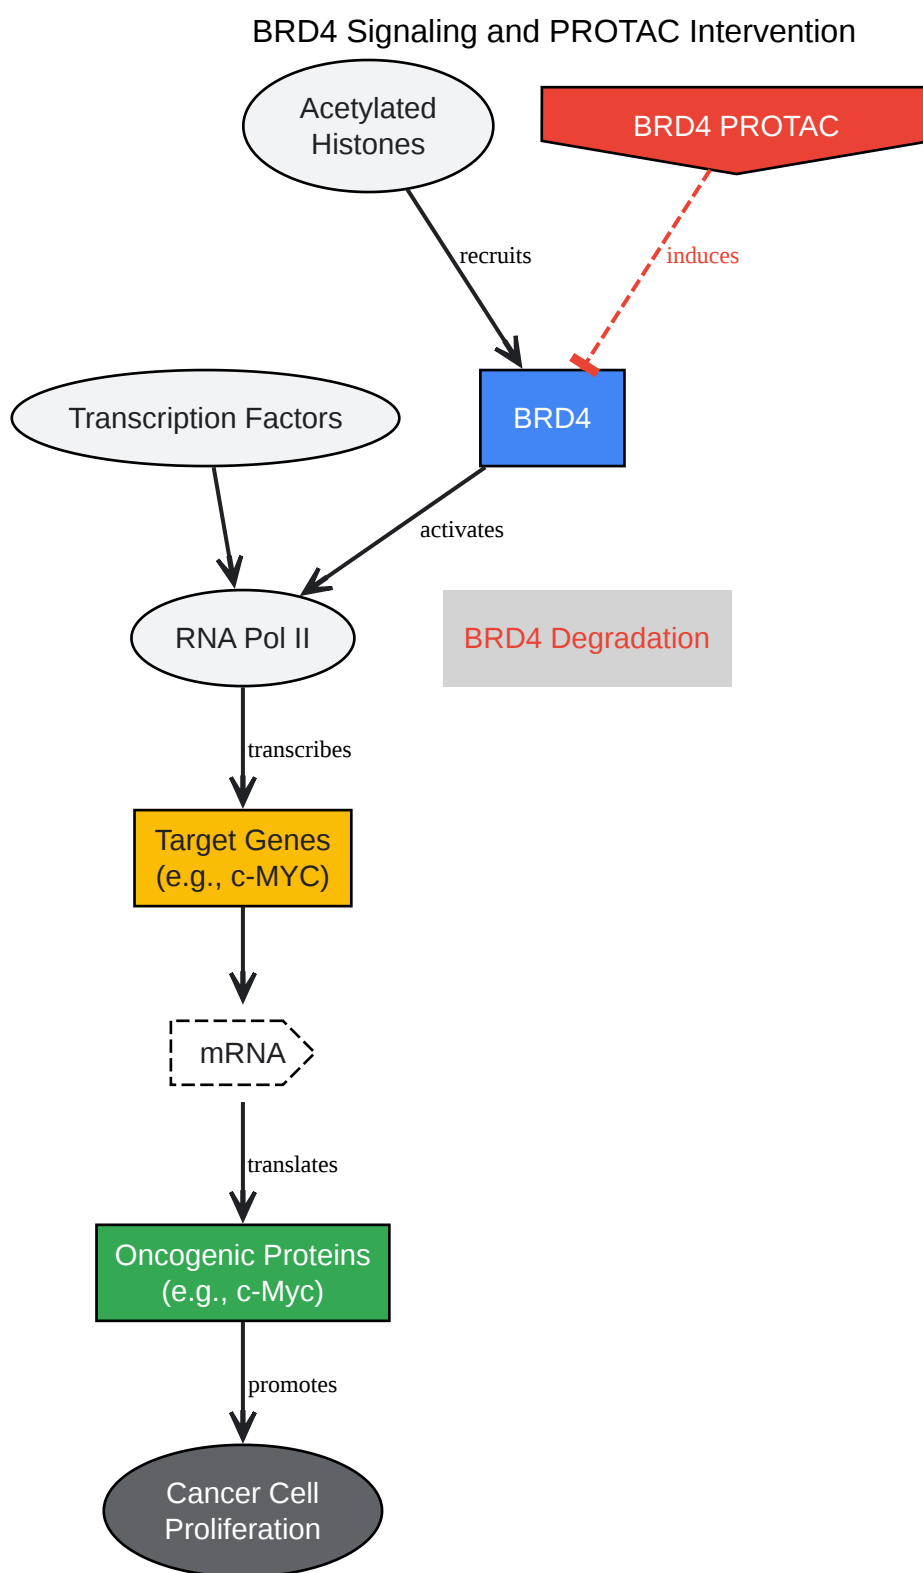 BRD4 Signaling and PROTAC Intervention
Acetylated
Histones
BRD4 PROTAC
recruits
induces
Transcription Factors
BRD4
activates
RNA Pol II
BRD4 Degradation
transcribes
Target Genes
(e.g., c-MYC)
mRNA
translates
Oncogenic Proteins
(e.g., c-Myc)
promotes
Cancer Cell
Proliferation